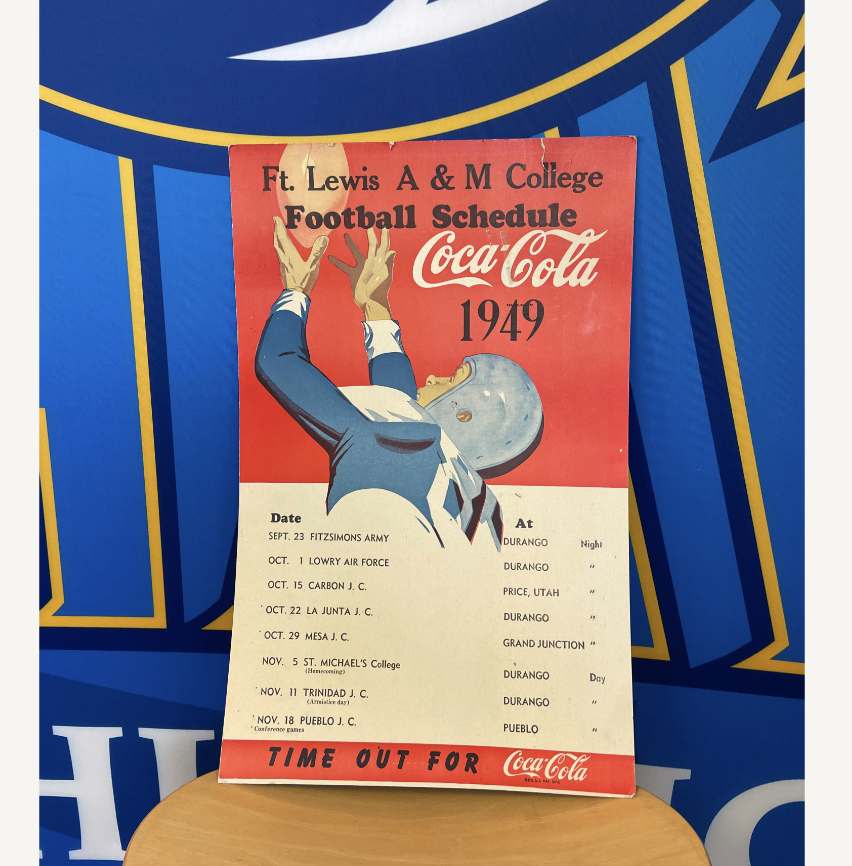 Ft. Lewis A & M College
Football Schedule
Coca-Cola
1949
Date At
SEPT. 23 FITZSIMONS ARMY DURANGO Night
OCT. 1 LOWRY AIR FORCE DURANGO "
OCT. 15 CARBON J. C. PRICE, UTAH "
' OCT. 22 LA JUNTA J. C. DURANGO "
' OCT. 29 MESA J. C. GRAND JUNCTION "
NOV. 5 ST. MICHAEL'S College DURANGO Day
(Homecoming)
' NOV. 11 TRINIDAD J. C. DURANGO "
(Armistice day)
' NOV. 18 PUEBLO J. C. PUEBLO "
' Conference games
TIME OUT FOR Coca-Cola